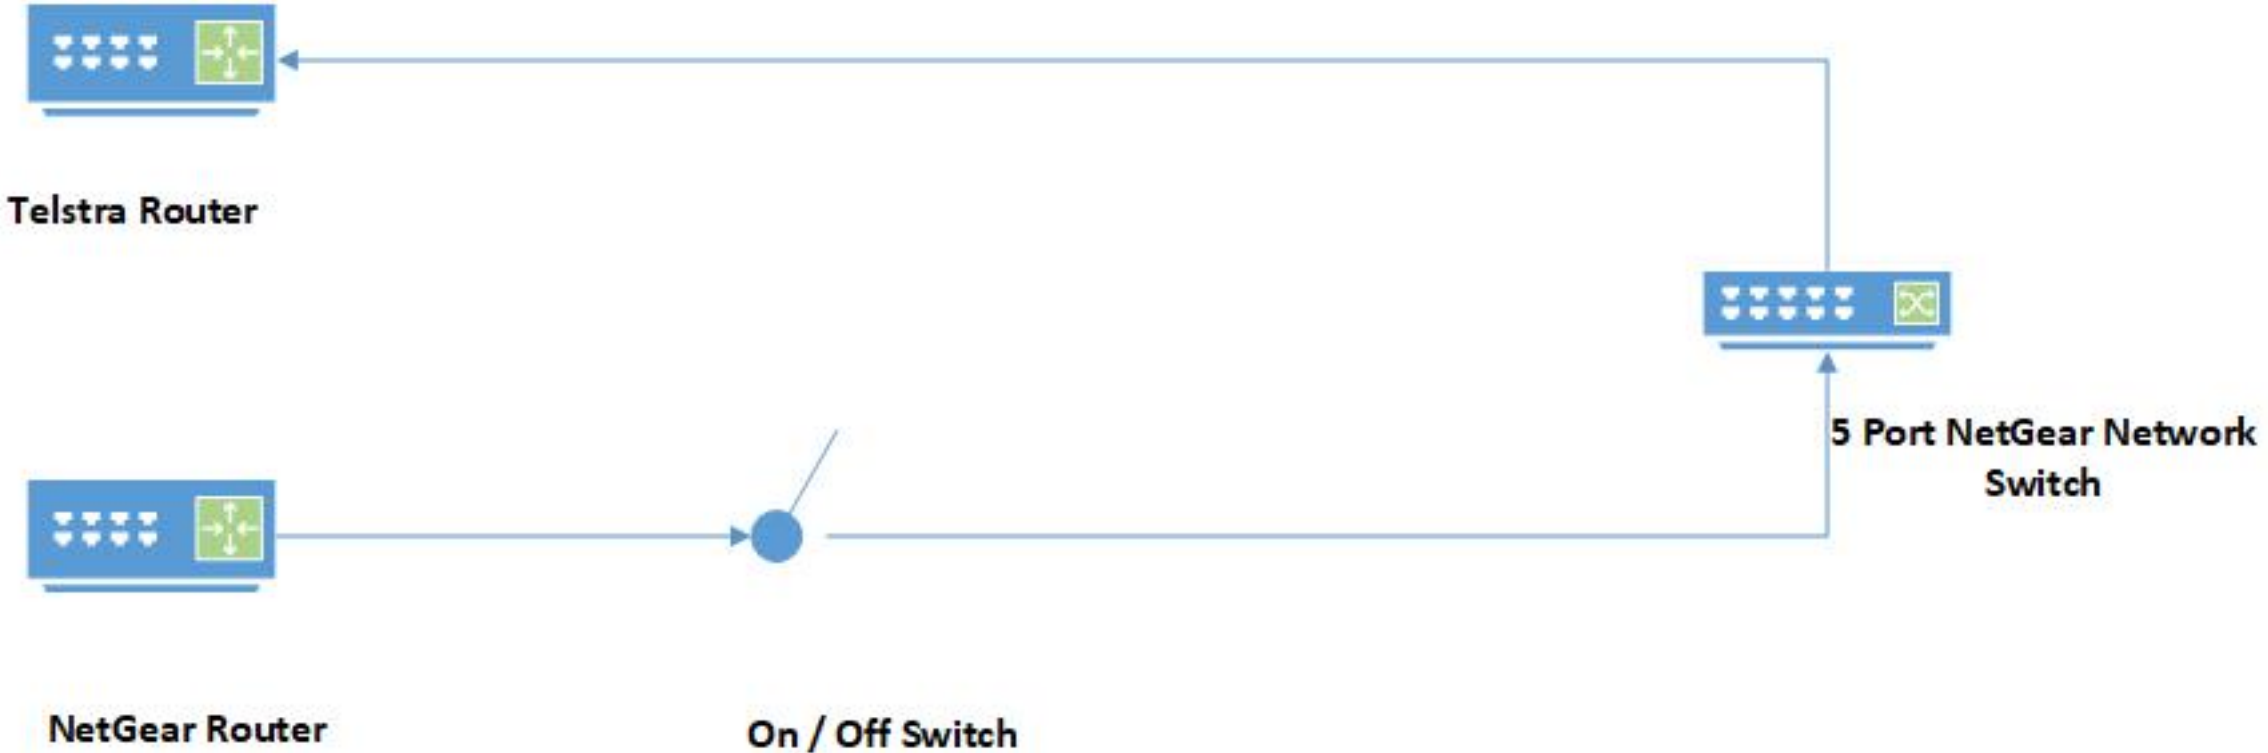 Telstra Router
5 Port NetGear Network
Switch
NetGear Router
On / Off Switch